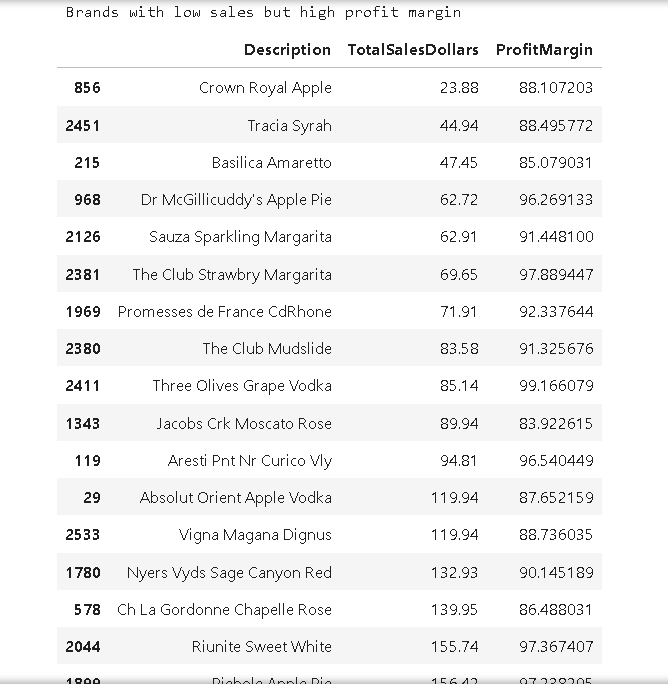 Brands with low sales but high profit margin
Description TotalSalesDollars ProfitMargin
856 Crown Royal Apple 23.88 88.107203
2451 Tracia Syrah 44.94 88.495772
215 Basilica Amaretto 47.45 85.079031
968 Dr McGillicuddy's Apple Pie 62.72 96.269133
2126 Sauza Sparkling Margarita 62.91 91.448100
2381 The Club Strawbry Margarita 69.65 97.889447
1969 Promesses de France CdRhone 71.91 92.337644
2380 The Club Mudslide 83.58 91.325676
2411 Three Olives Grape Vodka 85.14 99.166079
1343 Jacobs Crk Moscato Rose 89.94 83.922615
119 Aresti Pnt Nr Curico Vly 94.81 96.540449
29 Absolut Orient Apple Vodka 119.94 87.652159
2533 Vigna Magana Dignus 119.94 88.736035
1780 Nyers Vyds Sage Canyon Red 132.93 90.145189
578 Ch La Gordonne Chapelle Rose 139.95 86.488031
2044 Riunite Sweet White 155.74 97.367407
Apple Pie